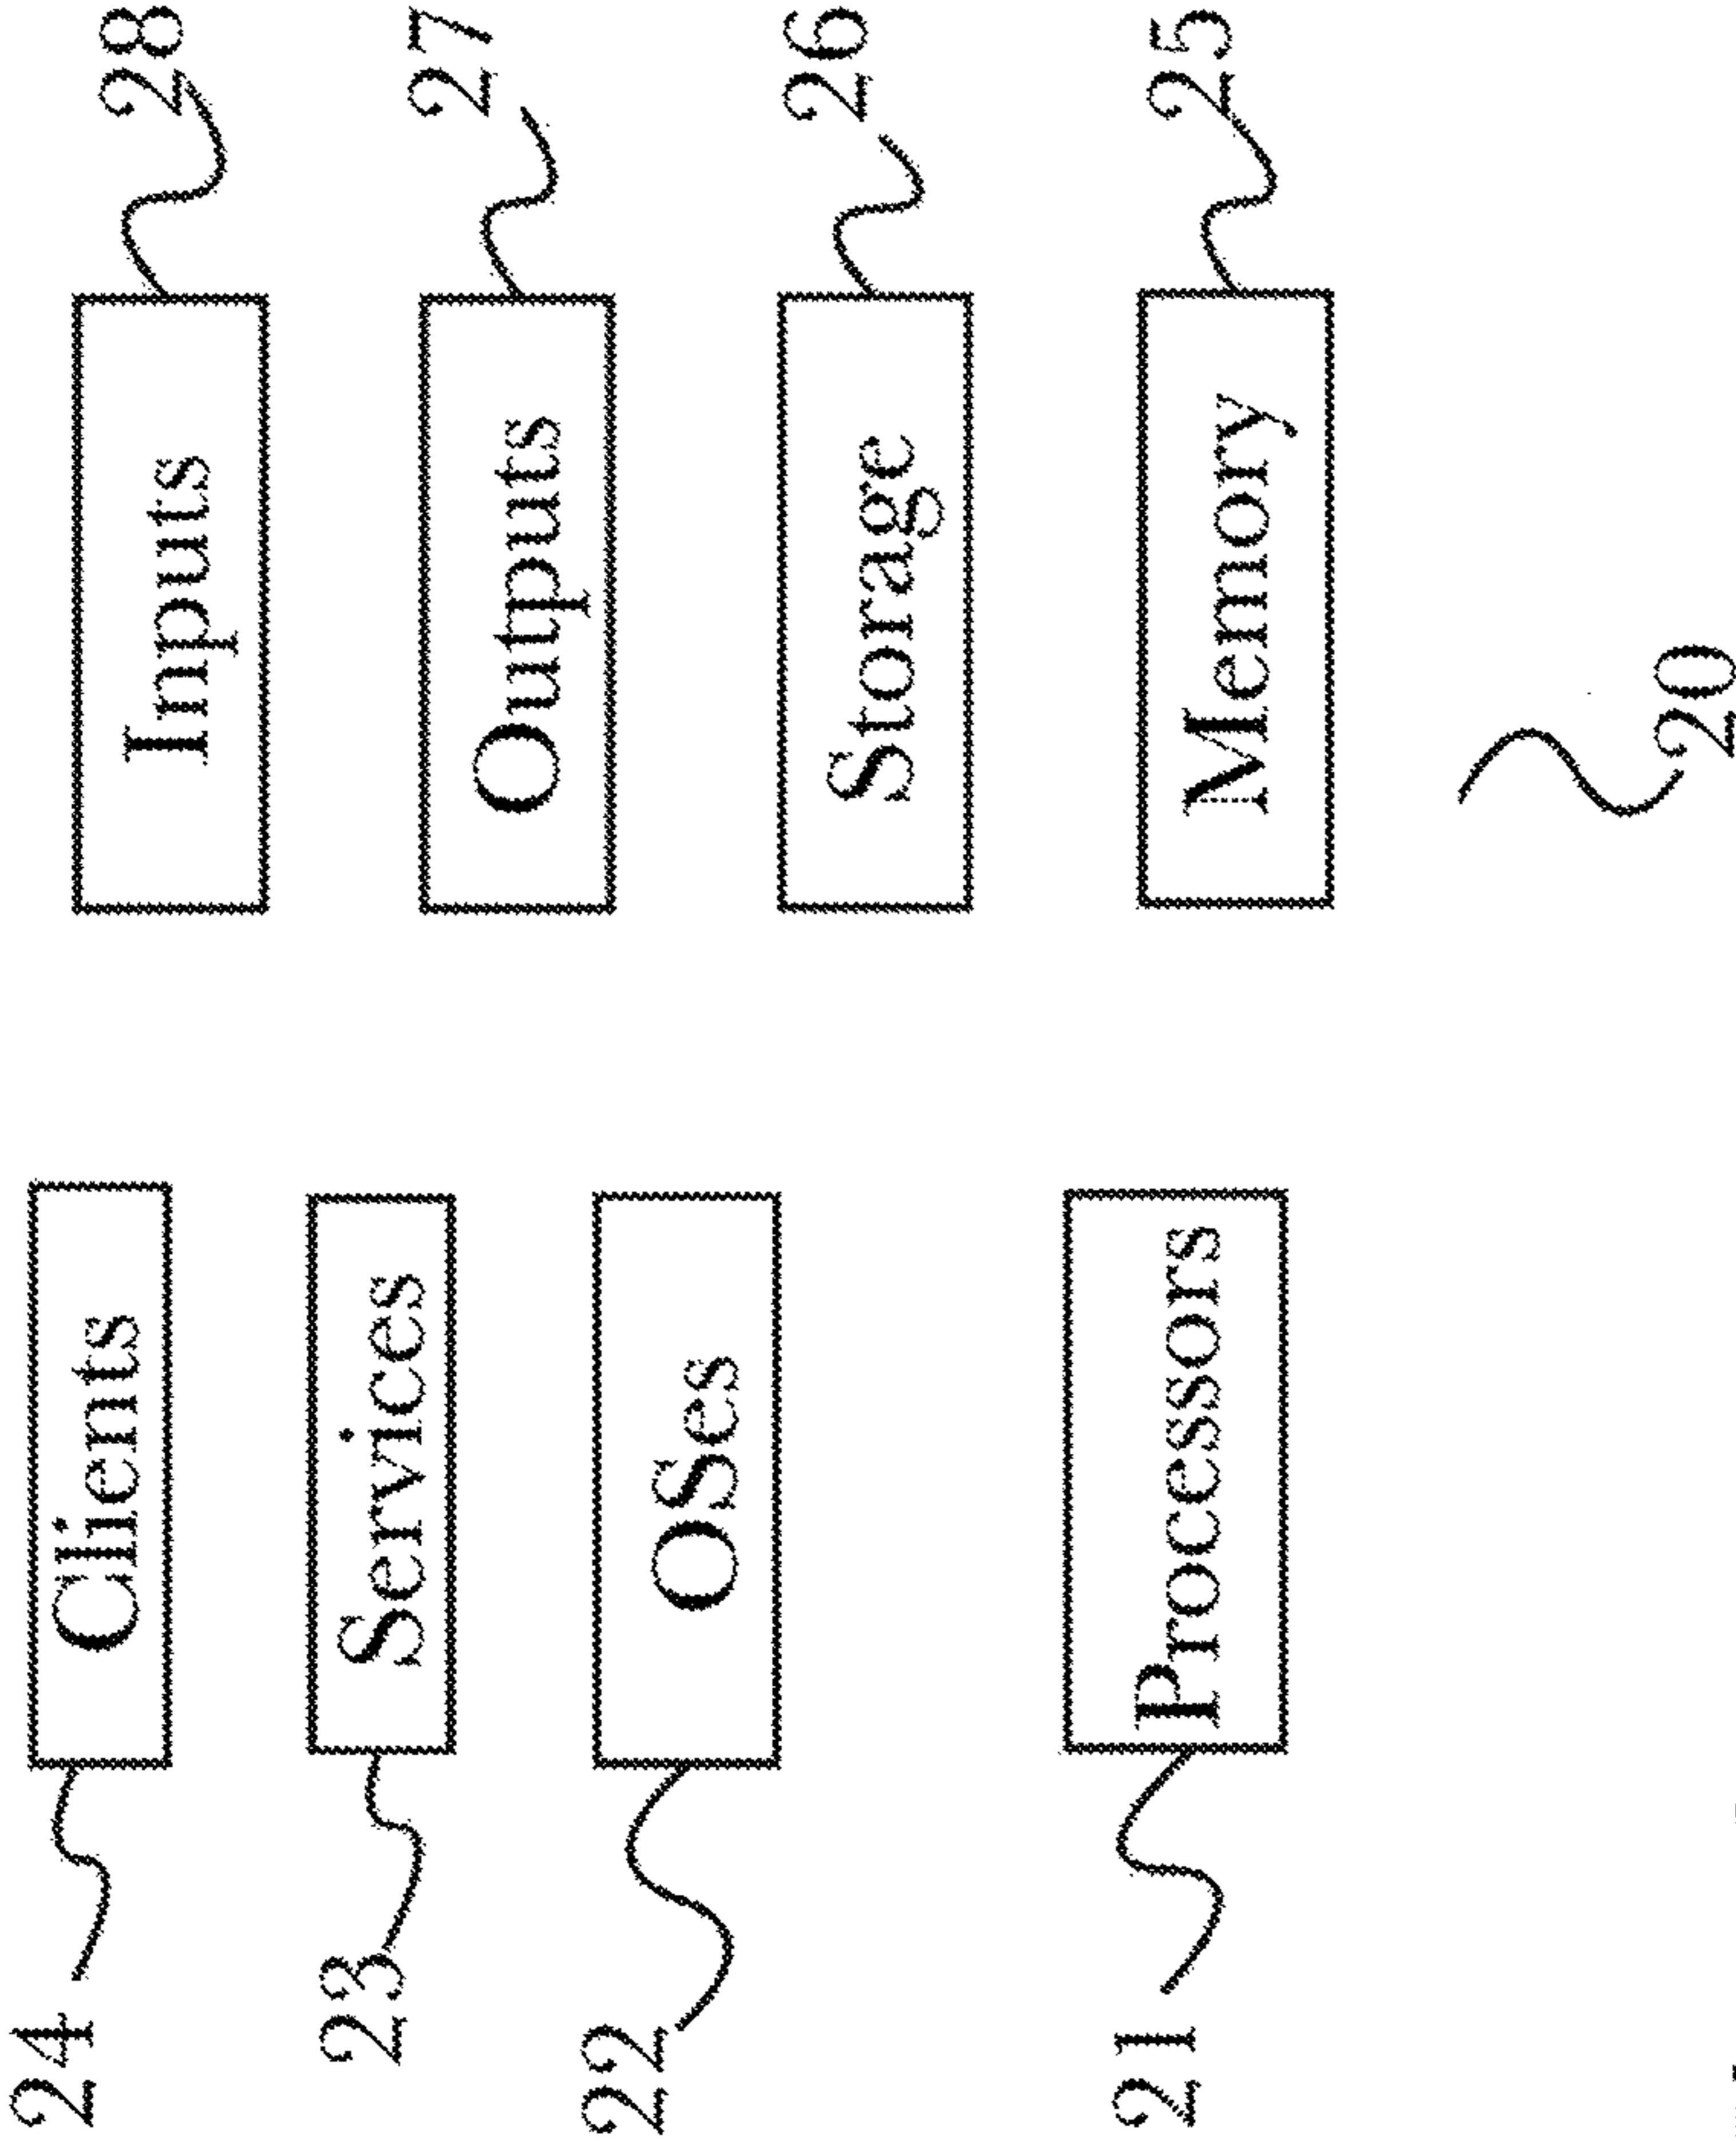 24 Clients Inputs 28
23 Services Outputs 27
22 OSes Storage 26
21 Processors Memory 25
20